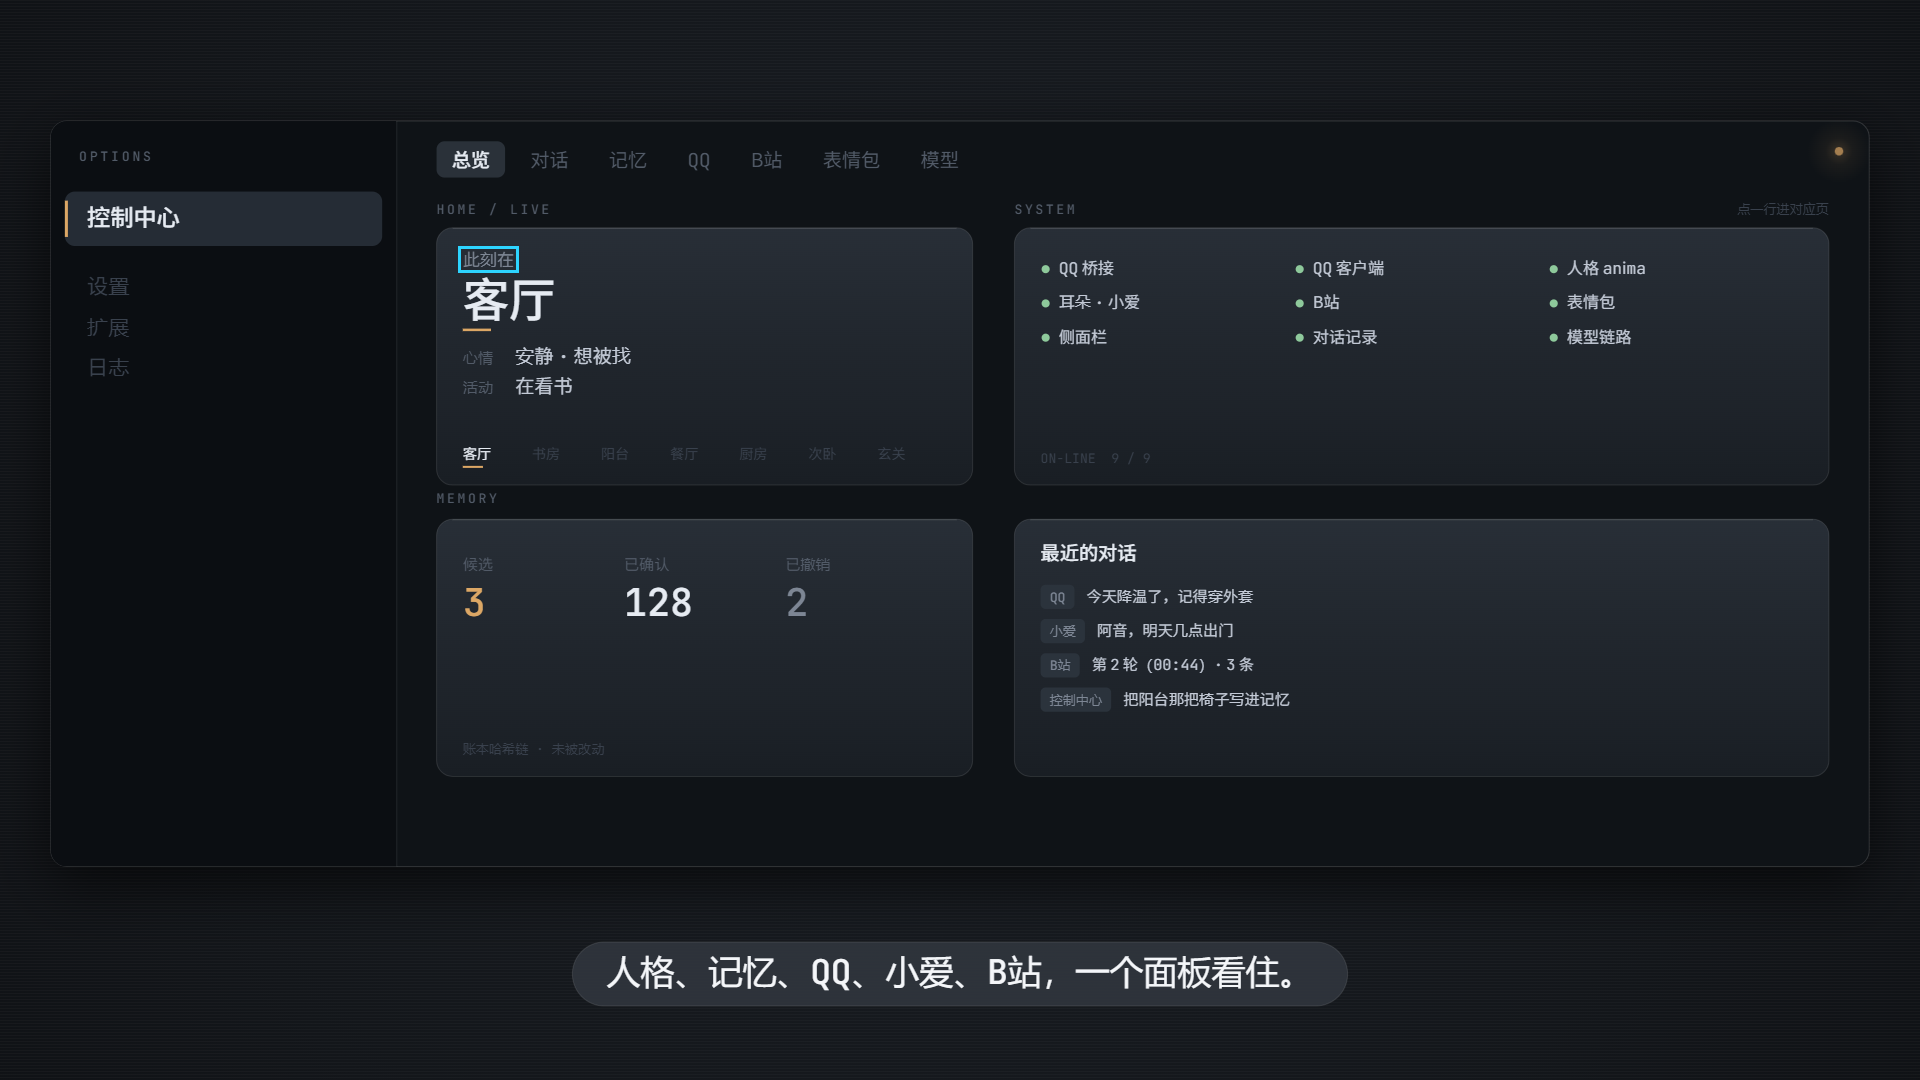 OPTIONS
控制中心
设置
扩展
日志
总览 对话 记忆 QQ B站 表情包 模型
HOME / LIVE
此刻在
客厅
心情 安静 · 想被找
活动 在看书
客厅 书房 阳台 餐厅 厨房 次卧 玄关
SYSTEM 点一行进对应页
QQ 桥接 QQ 客户端 人格 anima
耳朵 · 小爱 B站 表情包
侧面栏 对话记录 模型链路
ON-LINE 9 / 9
MEMORY
候选 已确认 已撤销
3 128 2
账本哈希链 · 未被改动
最近的对话
QQ 今天降温了，记得穿外套
小爱 阿音，明天几点出门
B站 第 2 轮 (00:44) · 3 条
控制中心 把阳台那把椅子写进记忆
人格、记忆、QQ、小爱、B站，一个面板看住。